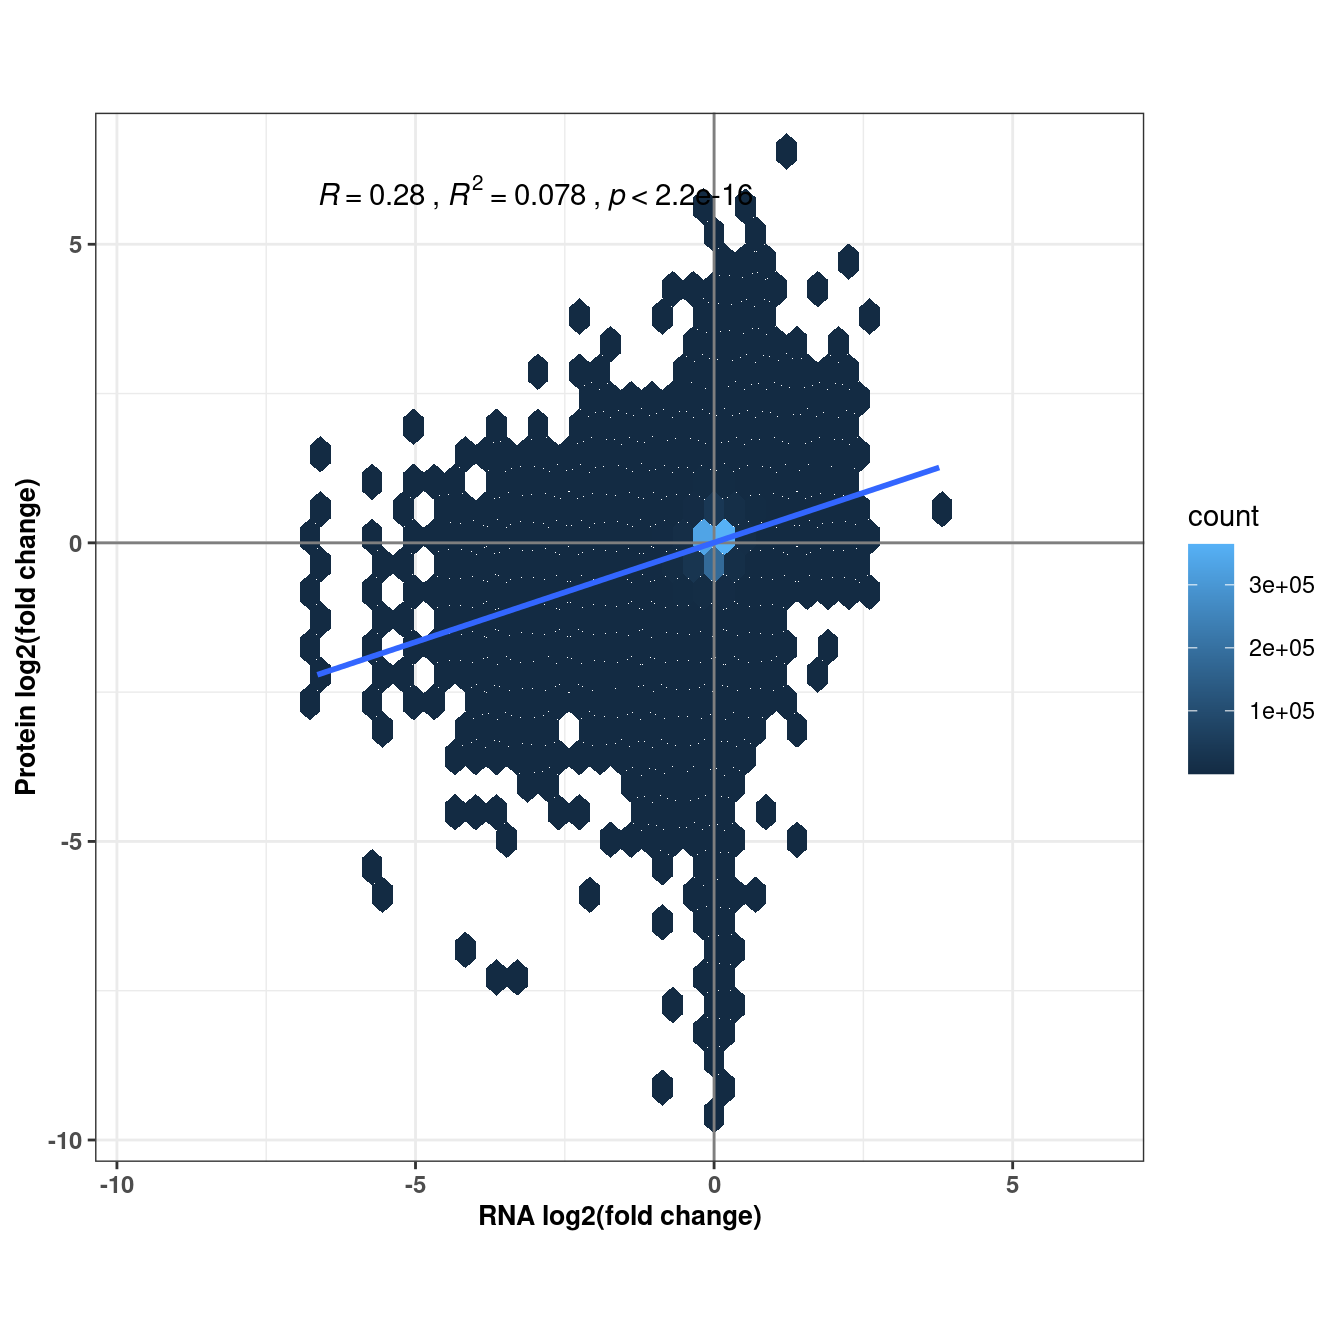 R = 0.28 , R² = 0.078 , p < 2.2e-16
5
0
-5
-10
-10
-5
0
5
RNA log2(fold change)
Protein log2(fold change)
count
3e+05
2e+05
1e+05